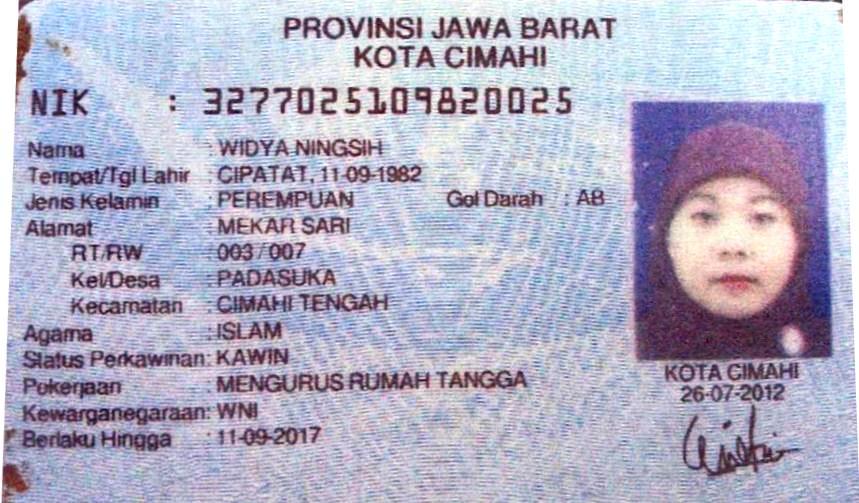 PROVINSI JAWA BARAT
KOTA CIMAHI
NIK : 3277025109820025
Nama : WIDYA NINGSIH
Tempat/Tgl Lahir : CIPATAT, 11-09-1982
Jenis Kelamin : PEREMPUAN Gol Darah : AB
Alamat : MEKAR SARI
RT/RW : 003/007
Kel/Desa : PADASUKA
Kecamatan : CIMAHI TENGAH
Agama : ISLAM
Status Perkawinan: KAWIN
Pekerjaan : MENGURUS RUMAH TANGGA
Kewarganegaraan: WNI
Berlaku Hingga : 11-09-2017
KOTA CIMAHI
26-07-2012